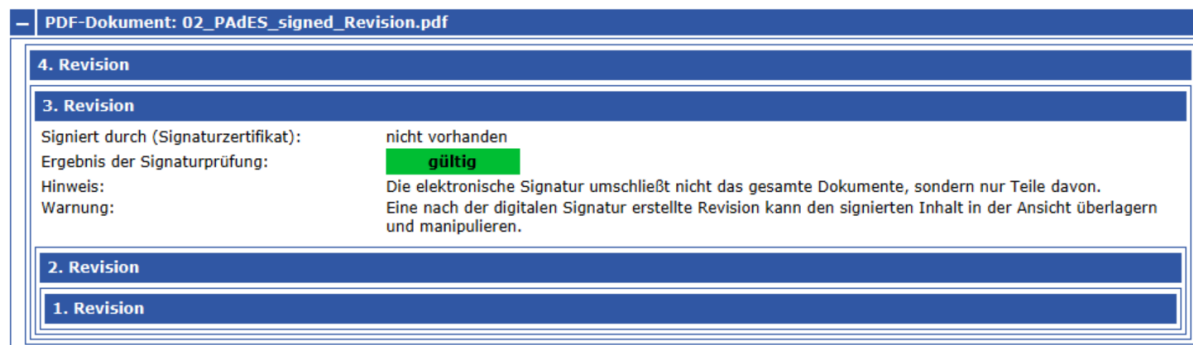 PDF-Dokument: 02_PAdES_signed_Revision.pdf
4. Revision
3. Revision
Signiert durch (Signaturzertifikat): nicht vorhanden
Ergebnis der Signaturprüfung: gültig
Hinweis: Die elektronische Signatur umschließt nicht das gesamte Dokumente, sondern nur Teile davon.
Warnung: Eine nach der digitalen Signatur erstellte Revision kann den signierten Inhalt in der Ansicht überlagern
und manipulieren.
2. Revision
1. Revision